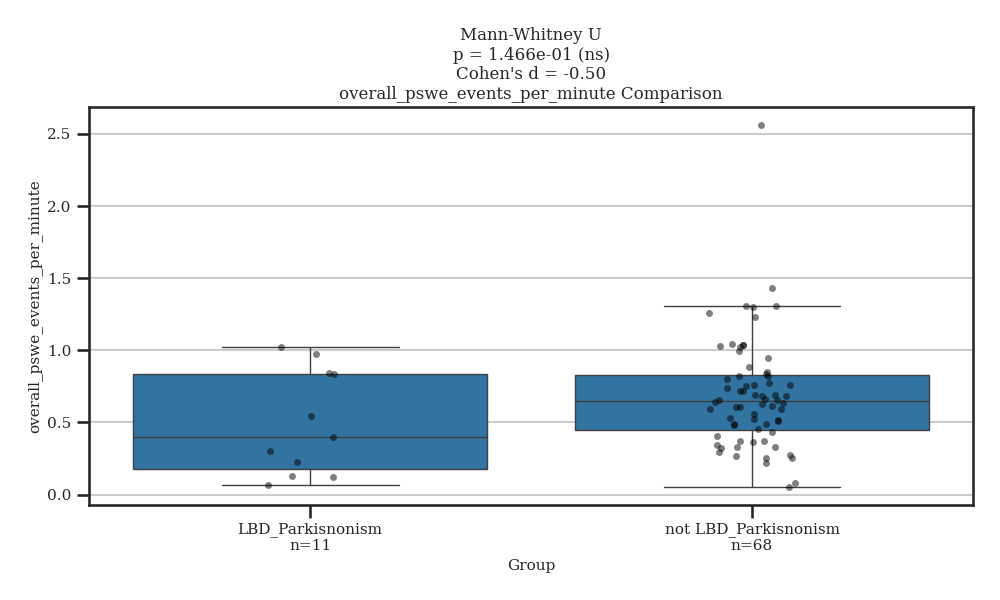 Mann-Whitney U
p = 1.466e-01 (ns)
Cohen's d = -0.50
overall_pswe_events_per_minute Comparison
overall_pswe_events_per_minute
2.5
2.0
1.5
1.0
0.5
0.0
LBD_Parkisnonism
n=11
not LBD_Parkisnonism
n=68
Group